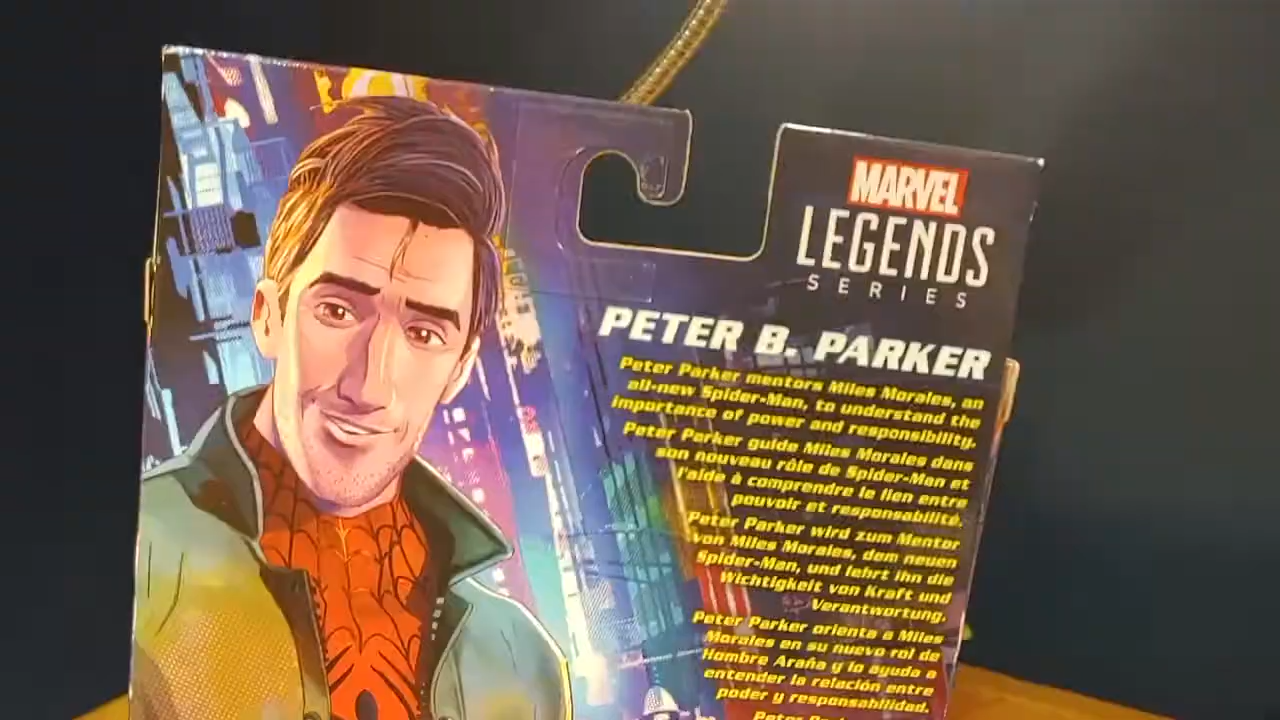 MARVEL
LEGENDS
SERIES
PETER B. PARKER
Peter Parker mentors Miles Morales, an
all-new Spider-Man, to understand the
importance of power and responsibility.
Peter Parker guide Miles Morales dans
son nouveau rôle de Spider-Man et
l'aide à comprendre le lien entre
pouvoir et responsabilité.
Peter Parker wird zum Mentor
von Miles Morales, dem neuen
Spider-Man, und lehrt ihn die
Wichtigkeit von Kraft und
Verantwortung.
Peter Parker orienta a Miles
Morales en su nuevo rol de
Hombre Araña y lo ayuda a
entender la relación entre
poder y responsabilidad.
Peter